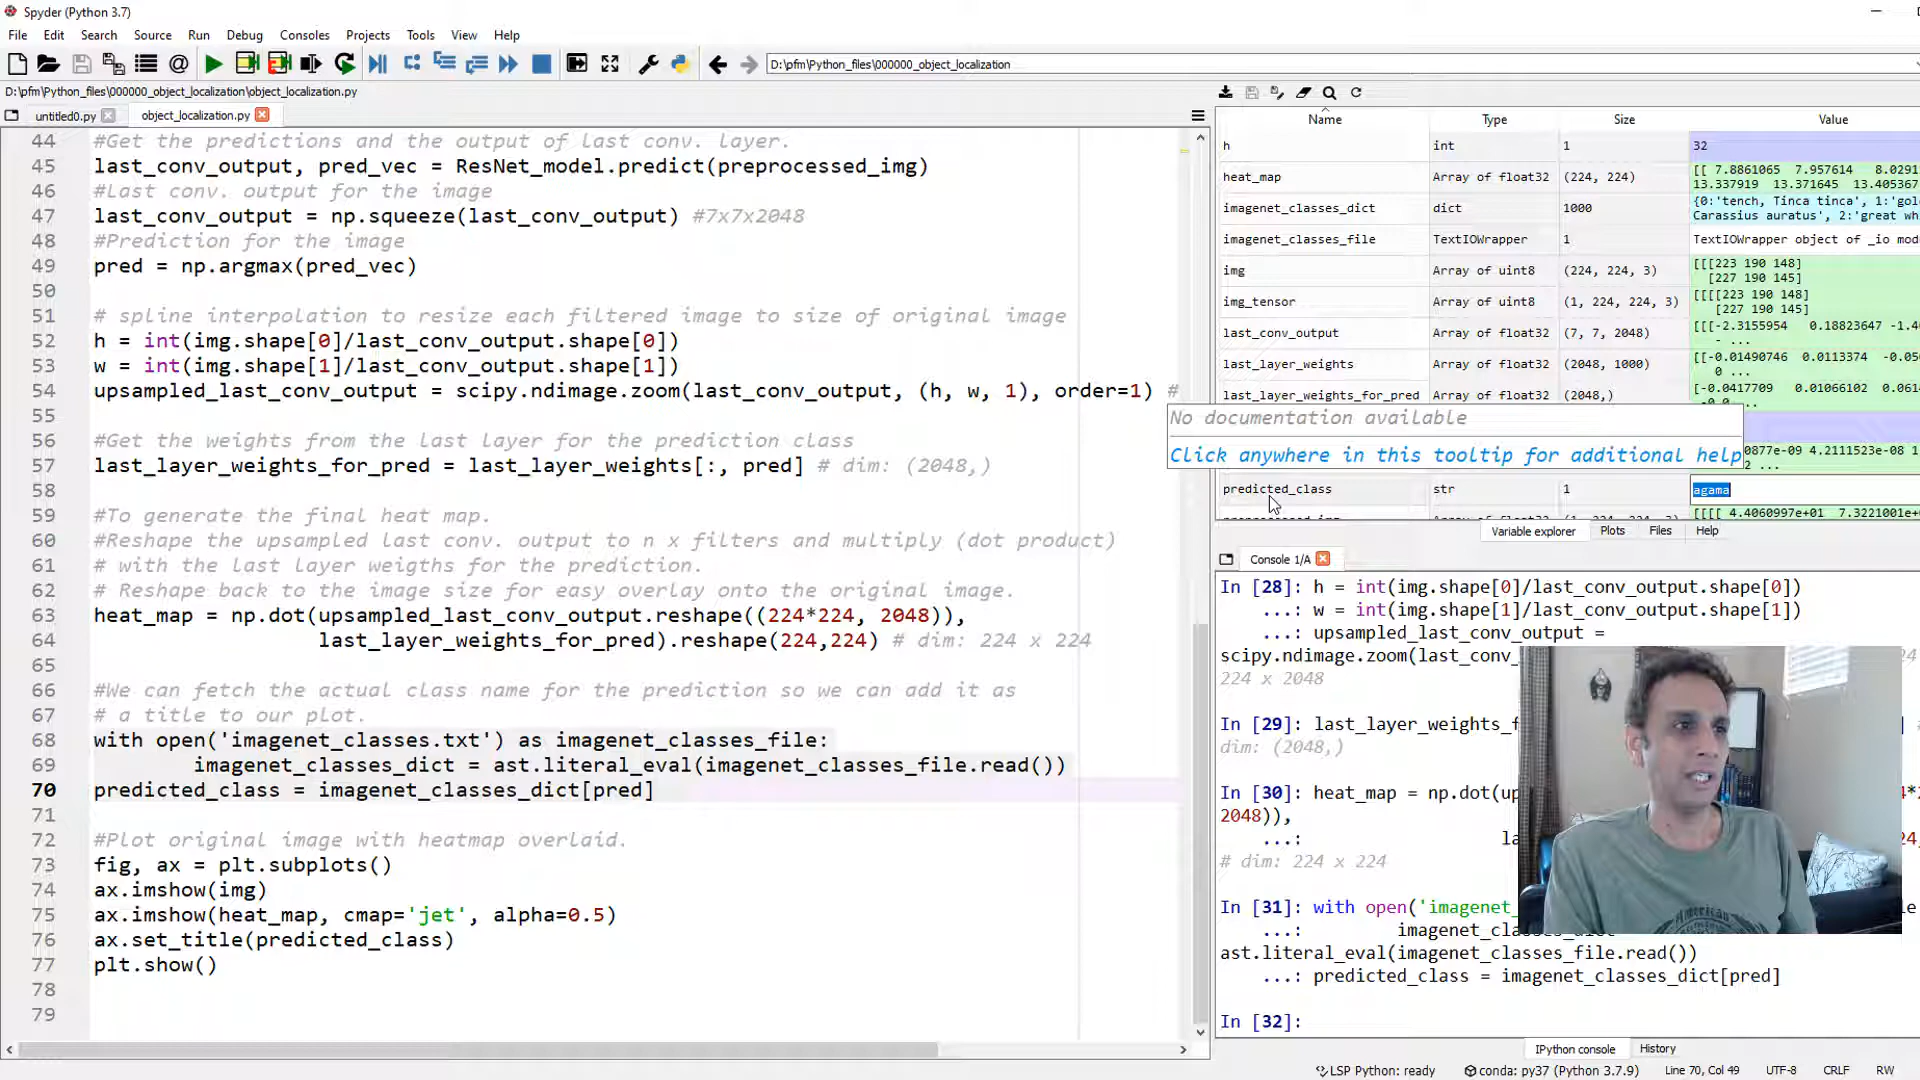 Spyder (Python 3.7)
File Edit Search Source Run Debug Consoles Projects Tools View Help
D:\pfm\Python_files\000000_object_localization
D:\pfm\Python_files\000000_object_localization\object_localization.py
untitled0.py object_localization.py
44 #Get the predictions and the output of last conv. layer.
45 last_conv_output, pred_vec = ResNet_model.predict(preprocessed_img)
46 #Last conv. output for the image
47 last_conv_output = np.squeeze(last_conv_output) #7x7x2048
48 #Prediction for the image
49 pred = np.argmax(pred_vec)
50
51 # spline interpolation to resize each filtered image to size of original image
52 h = int(img.shape[0]/last_conv_output.shape[0])
53 w = int(img.shape[1]/last_conv_output.shape[1])
54 upsampled_last_conv_output = scipy.ndimage.zoom(last_conv_output, (h, w, 1), order=1) #
55
56 #Get the weights from the last layer for the prediction class
57 last_layer_weights_for_pred = last_layer_weights[:, pred] # dim: (2048,)
58
59 #To generate the final heat map.
60 #Reshape the upsampled last conv. output to n x filters and multiply (dot product)
61 # with the last Layer weigths for the prediction.
62 # Reshape back to the image size for easy overlay onto the original image.
63 heat_map = np.dot(upsampled_last_conv_output.reshape((224*224, 2048)),
64 last_layer_weights_for_pred).reshape(224,224) # dim: 224 x 224
65
66 #We can fetch the actual class name for the prediction so we can add it as
67 # a title to our plot.
68 with open('imagenet_classes.txt') as imagenet_classes_file:
69 imagenet_classes_dict = ast.literal_eval(imagenet_classes_file.read())
70 predicted_class = imagenet_classes_dict[pred]
71
72 #Plot original image with heatmap overlaid.
73 fig, ax = plt.subplots()
74 ax.imshow(img)
75 ax.imshow(heat_map, cmap='jet', alpha=0.5)
76 ax.set_title(predicted_class)
77 plt.show()
78
79
Name Type Size Value
h int 1 32
heat_map Array of float32 (224, 224) [[ 7.8861065 7.957614 8.0291
13.337919 13.371645 13.405367
imagenet_classes_dict dict 1000 {0:'tench, Tinca tinca', 1:'gol
Carassius auratus', 2:'great wh
imagenet_classes_file TextIOWrapper 1 TextIOWrapper object of _io mod
img Array of uint8 (224, 224, 3) [[[223 190 148]
[227 190 145]
img_tensor Array of uint8 (1, 224, 224, 3) [[[[223 190 148]
[227 190 145]
last_conv_output Array of float32 (7, 7, 2048) [[[-2.3155954 0.18823647 -1.4
- ...
last_layer_weights Array of float32 (2048, 1000) [[-0.01490746 0.0113374 -0.05
0 ...
last_layer_weights_for_pred Array of float32 (2048,) [-0.0417709 0.01066102 0.061
No documentation available
Click anywhere in this tooltip for additional help
0877e-09 4.2111523e-08 1
2 ...
predicted_class str 1 agama
[[[[ 4.4060997e+01 7.3221001e+
Variable explorer Plots Files Help
Console 1/A
In [28]: h = int(img.shape[0]/last_conv_output.shape[0])
...: w = int(img.shape[1]/last_conv_output.shape[1])
...: upsampled_last_conv_output =
scipy.ndimage.zoom(last_conv_
224 x 2048
In [29]: last_layer_weights_f
dim: (2048,)
In [30]: heat_map = np.dot(up
2048)),
...: la
# dim: 224 x 224
In [31]: with open('imagenet_
...: imagenet_classes_dict
ast.literal_eval(imagenet_classes_file.read())
...: predicted_class = imagenet_classes_dict[pred]
In [32]:
IPython console History
LSP Python: ready conda: py37 (Python 3.7.9) Line 70, Col 49 UTF-8 CRLF RW